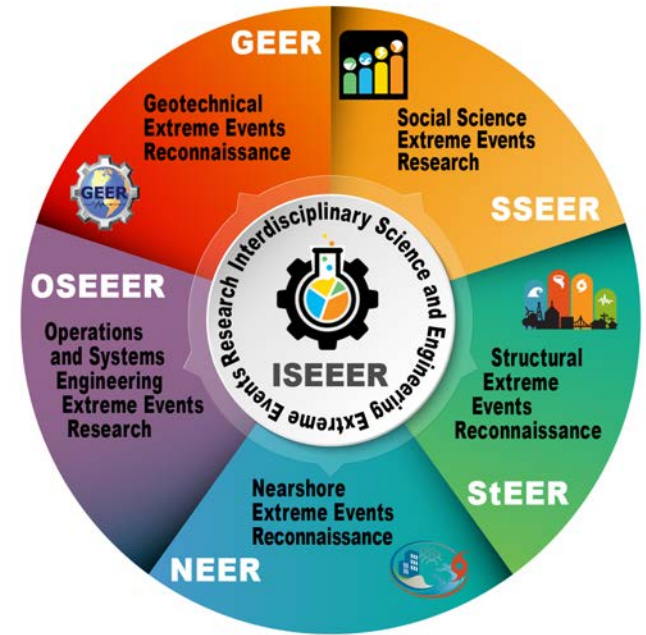 GEER
Geotechnical
Extreme Events
Reconnaissance
GEER
Social Science
Extreme Events
Research
SSEER
Structural
Extreme
Events
Reconnaissance
StEER
Nearshore
Extreme Events
Reconnaissance
NEER
OSEEER
Operations
and Systems
Engineering
Extreme Events
Research
Interdisciplinary Science and Engineering Extreme Events Research
ISEEER